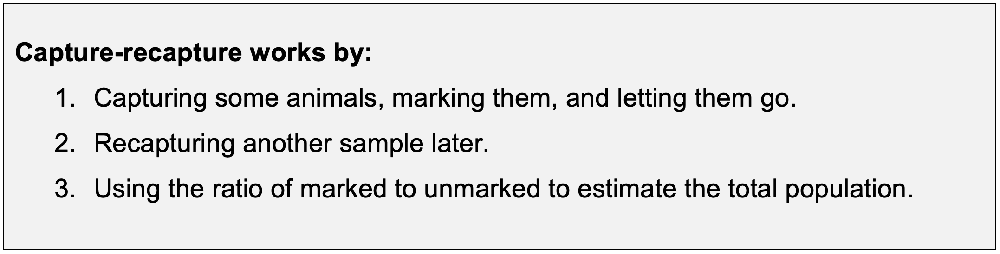 Capture-recapture works by:
1. Capturing some animals, marking them, and letting them go.
2. Recapturing another sample later.
3. Using the ratio of marked to unmarked to estimate the total population.